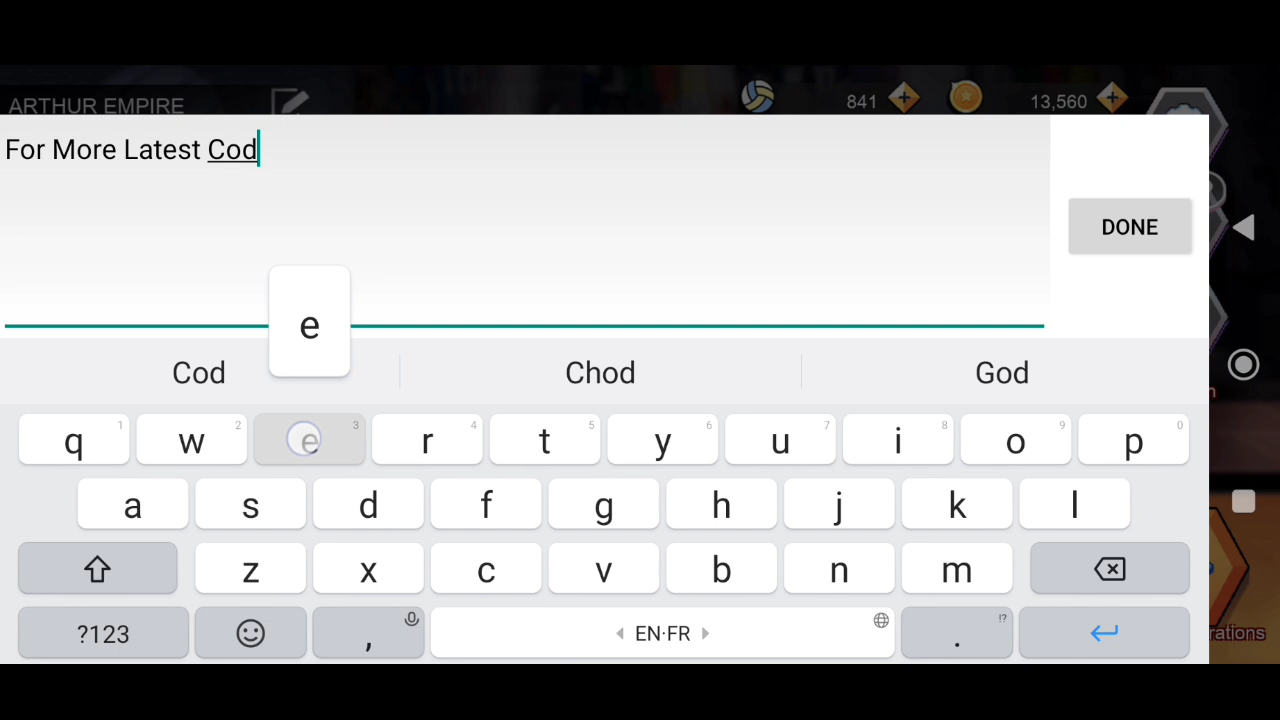 ARTHUR EMPIRE
841
13,560
For More Latest Cod
DONE
e
Cod
Chod
God
q 1 w 2 e 3 r 4 t 5 y 6 u 7 i 8 o 9 p 0
a s d f g h j k l
z x c v b n m
?123 , EN·FR . !?
rations